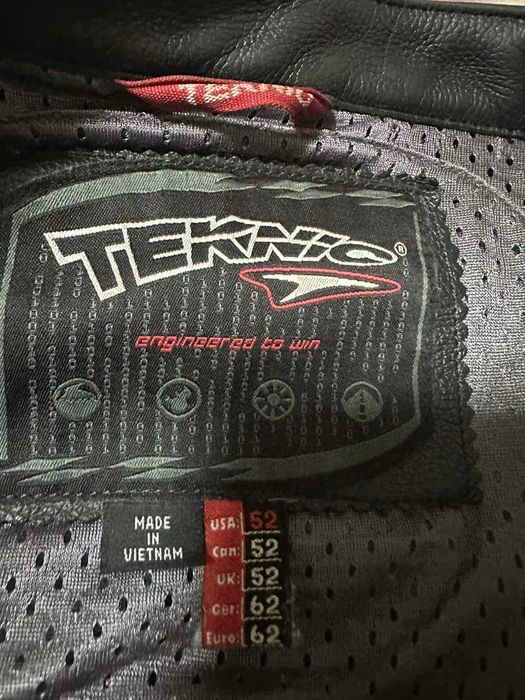 TEKNIC
TEKNIC®
engineered to win
MADE
IN
VIETNAM
USA: 52
Can: 52
UK: 52
Ger: 62
Euro: 62